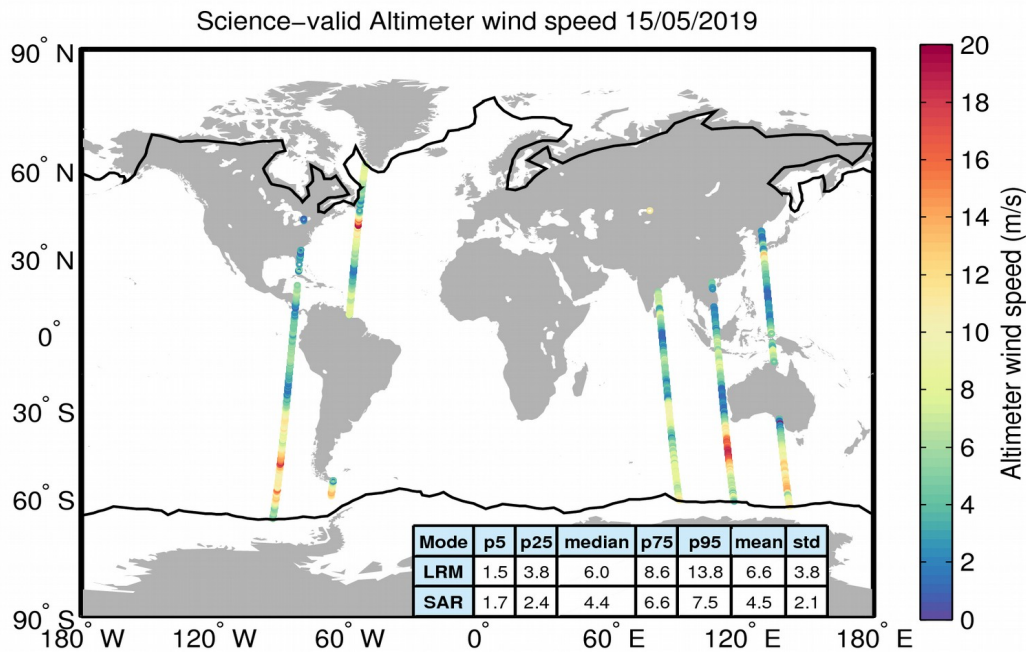 Science−valid Altimeter wind speed 15/05/2019
90° N
60° N
30° N
0°
30° S
60° S
90° S
180° W
120° W
60° W
0°
60° E
120° E
180° E
20
18
16
14
12
10
8
6
4
2
0
Altimeter wind speed (m/s)
Mode p5 p25 median p75 p95 mean std
LRM 1.5 3.8 6.0 8.6 13.8 6.6 3.8
SAR 1.7 2.4 4.4 6.6 7.5 4.5 2.1